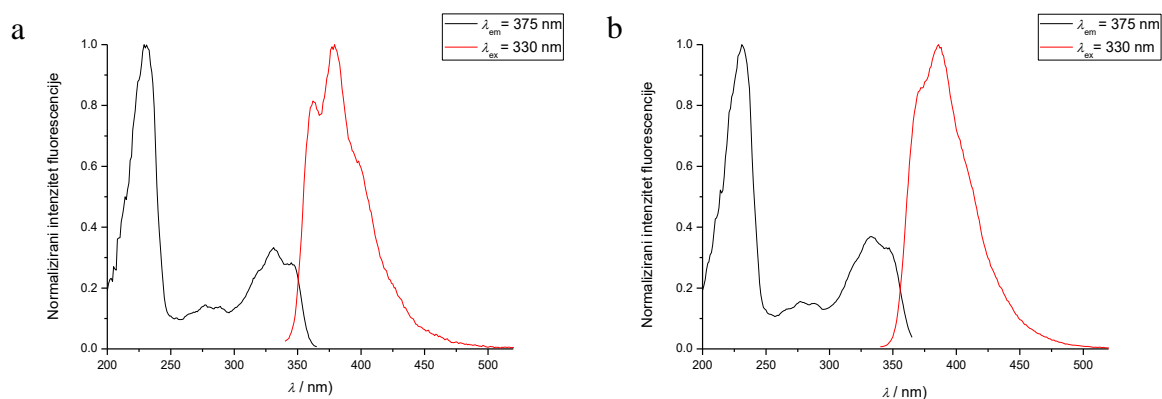 a
λem = 375 nm
λex = 330 nm
Normalizirani intenzitet fluorescencije
1.0
0.8
0.6
0.4
0.2
0.0
200 250 300 350 400 450 500
λ / nm)
b
λem = 375 nm
λex = 330 nm
Normalizirani intenzitet fluorescencije
1.0
0.8
0.6
0.4
0.2
0.0
200 250 300 350 400 450 500
λ / nm)